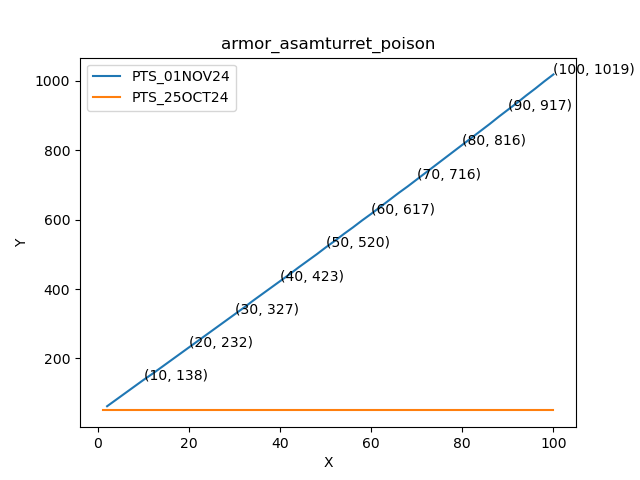 armor_asamturret_poison
PTS_01NOV24
PTS_25OCT24
(100, 1019)
(90, 917)
(80, 816)
(70, 716)
(60, 617)
(50, 520)
(40, 423)
(30, 327)
(20, 232)
(10, 138)
1000
800
600
400
200
Y
0 20 40 60 80 100
X